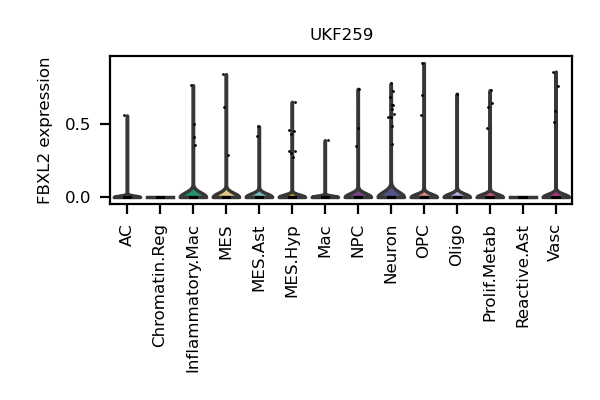 UKF259
FBXL2 expression
0.5
0.0
AC
Chromatin.Reg
Inflammatory.Mac
MES
MES.Ast
MES.Hyp
Mac
NPC
Neuron
OPC
Oligo
Prolif.Metab
Reactive.Ast
Vasc